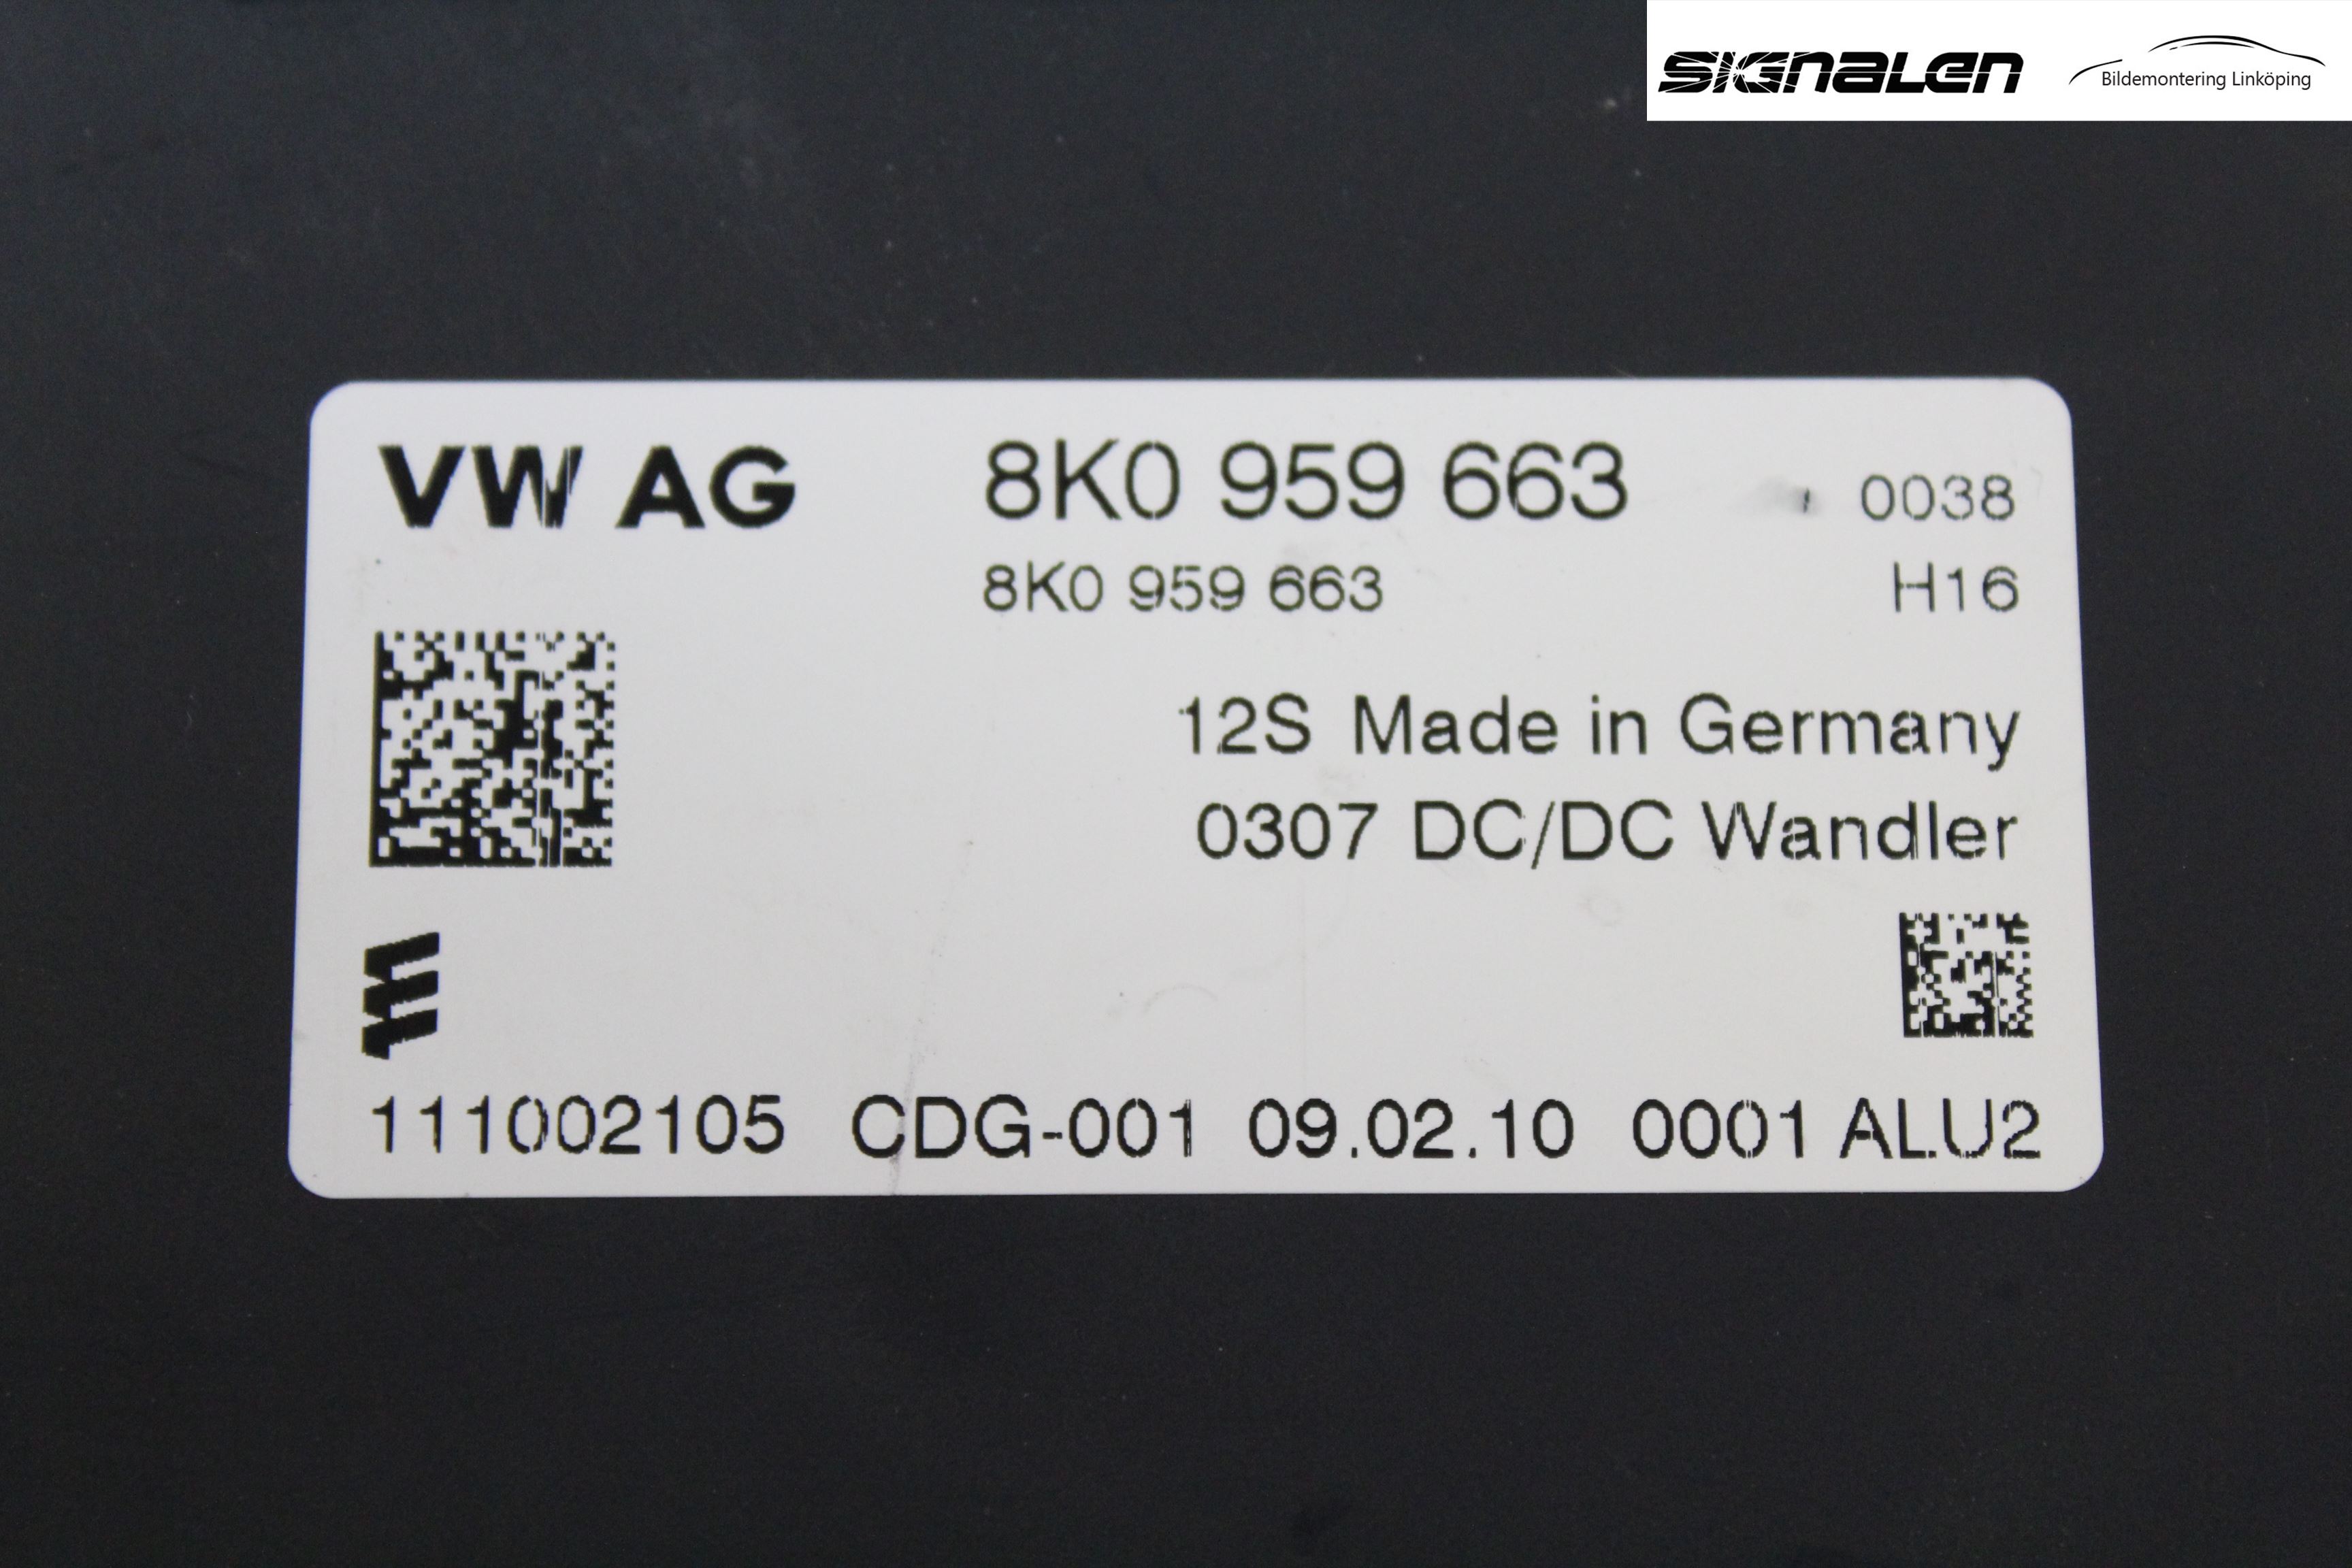 SIGNALEN
Bildemontering Linköping
VW AG 8K0 959 663 0038
8K0 959 663 H16
12S Made in Germany
0307 DC/DC Wandler
111002105 CDG-001 09.02.10 0001 ALU2